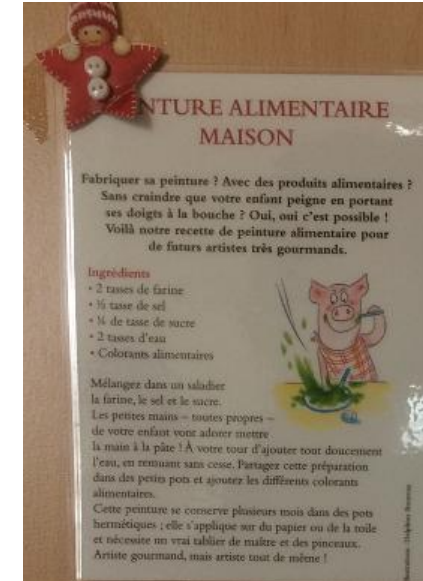 NTURE ALIMENTAIRE
MAISON
Fabriquer sa peinture ? Avec des produits alimentaires ?
Sans craindre que votre enfant peigne en portant
ses doigts à la bouche ? Oui, oui c'est possible !
Voilà notre recette de peinture alimentaire pour
de futurs artistes très gourmands.
Ingrédients
• 2 tasses de farine
• ½ tasse de sel
• ¼ de tasse de sucre
• 2 tasses d'eau
• Colorants alimentaires
Mélangez dans un saladier
la farine, le sel et le sucre.
Les petites mains – toutes propres –
de votre enfant vont adorer mettre
la main à la pâte ! À votre tour d'ajouter tout doucement
l'eau, en remuant sans cesse. Partagez cette préparation
dans des petits pots et ajoutez les différents colorants
alimentaires.
Cette peinture se conserve plusieurs mois dans des pots
hermétiques ; elle s'applique sur du papier ou de la toile
et nécessite un vrai tablier de maître et des pinceaux.
Artiste gourmand, mais artiste tout de même !